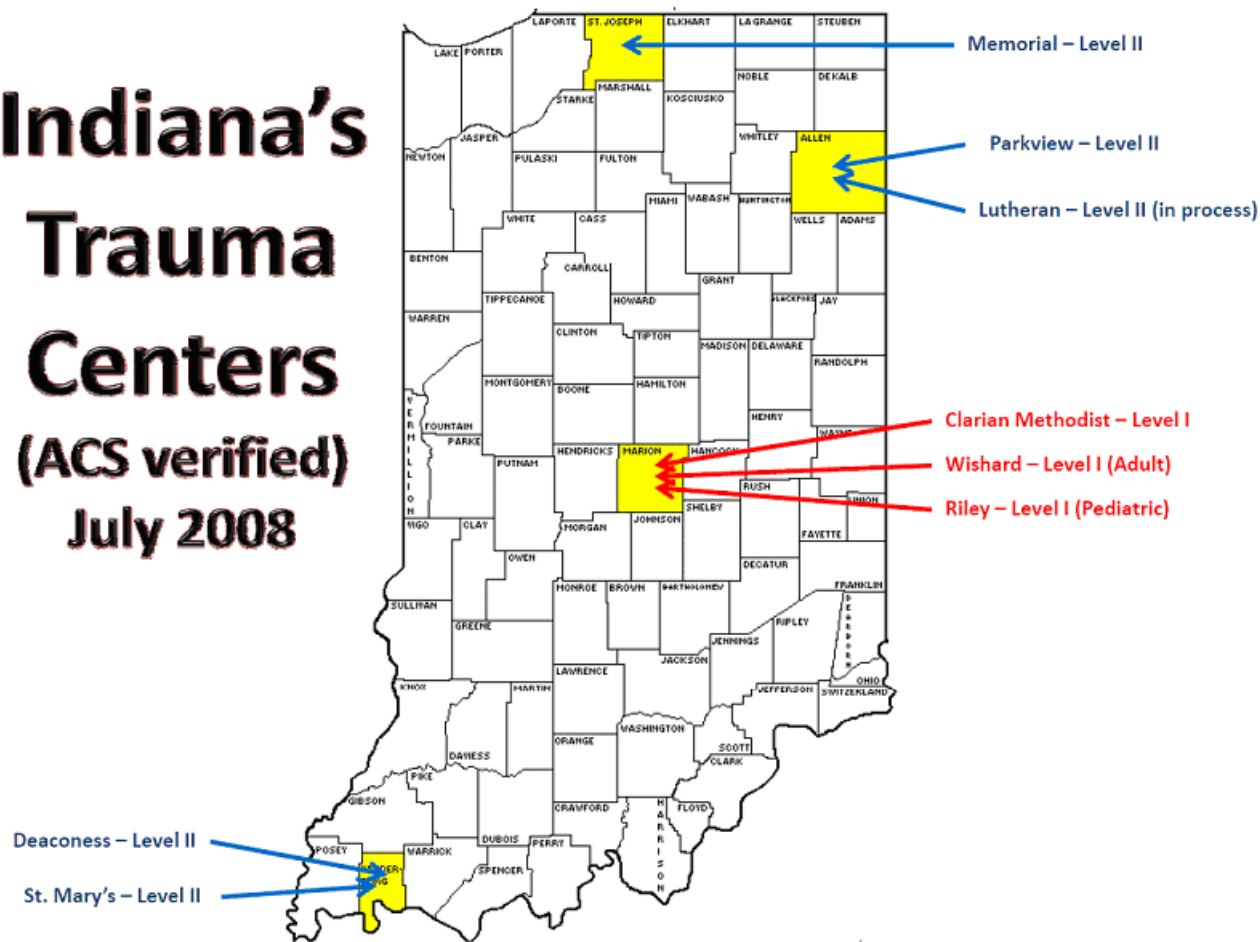 Indiana's
Trauma
Centers
(ACS verified)
July 2008
LAPORTE ST. JOSEPH ELKHART LAGRANGE STEUBEN
Memorial – Level II
LAKE PORTER
NOBLE DEKALB
MARSHALL
STARKE KOSCIUSKO
JASPER WHITLEY ALLEN
Parkview – Level II
NEWTON PULASKI FULTON
MIAMI WABASH HUNTINGTON
Lutheran – Level II (in process)
WHITE CASS WELLS ADAMS
BENTON
CARROLL
GRANT
TIPPECANOE HOWARD BLACKFORD JAY
WARREN
CLINTON TIPTON
MADISON DELAWARE
RANDOLPH
MONTGOMERY BOONE HAMILTON
VERMILLION
HENRY
Clarian Methodist – Level I
FOUNTAIN WAYNE
PARKE
HENDRICKS MARION HANCOCK
PUTNAM
Wishard – Level I (Adult)
RUSH
UNION
SHELBY
Riley – Level I (Pediatric)
VIGO CLAY MORGAN JOHNSON
FAYETTE
OWEN
DECATUR
MONROE BROWN BARTHOLOMEW FRANKLIN
DEARBORN
SULLIVAN
GREENE RIPLEY
JENNINGS
JACKSON
LAWRENCE
OHIO
KNOX MARTIN JEFFERSON SWITZERLAND
WASHINGTON
ORANGE
SCOTT
DAVIESS
CLARK
PIKE
GIBSON
CRAWFORD HARRISON FLOYD
Deaconess – Level II
DUBOIS PERRY
POSEY WARRICK
SPENCER
St. Mary's – Level II